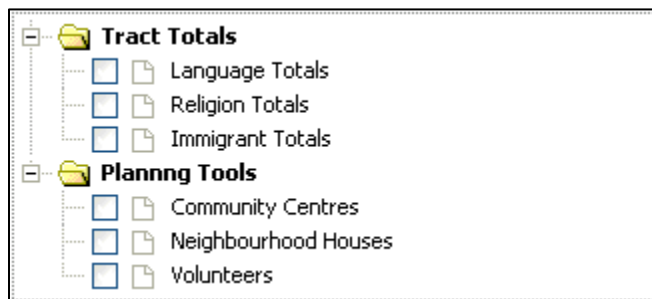 Tract Totals
Language Totals
Religion Totals
Immigrant Totals
Plannng Tools
Community Centres
Neighbourhood Houses
Volunteers